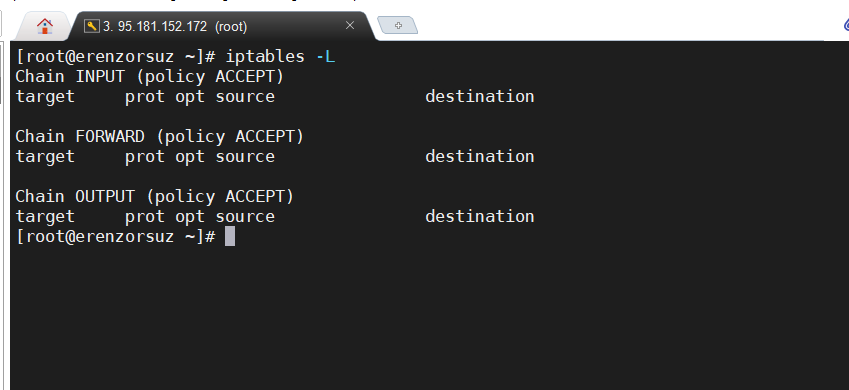 3. 95.181.152.172 (root)
[root@erenzorsuz ~]# iptables -L
Chain INPUT (policy ACCEPT)
target     prot opt source               destination

Chain FORWARD (policy ACCEPT)
target     prot opt source               destination

Chain OUTPUT (policy ACCEPT)
target     prot opt source               destination
[root@erenzorsuz ~]#